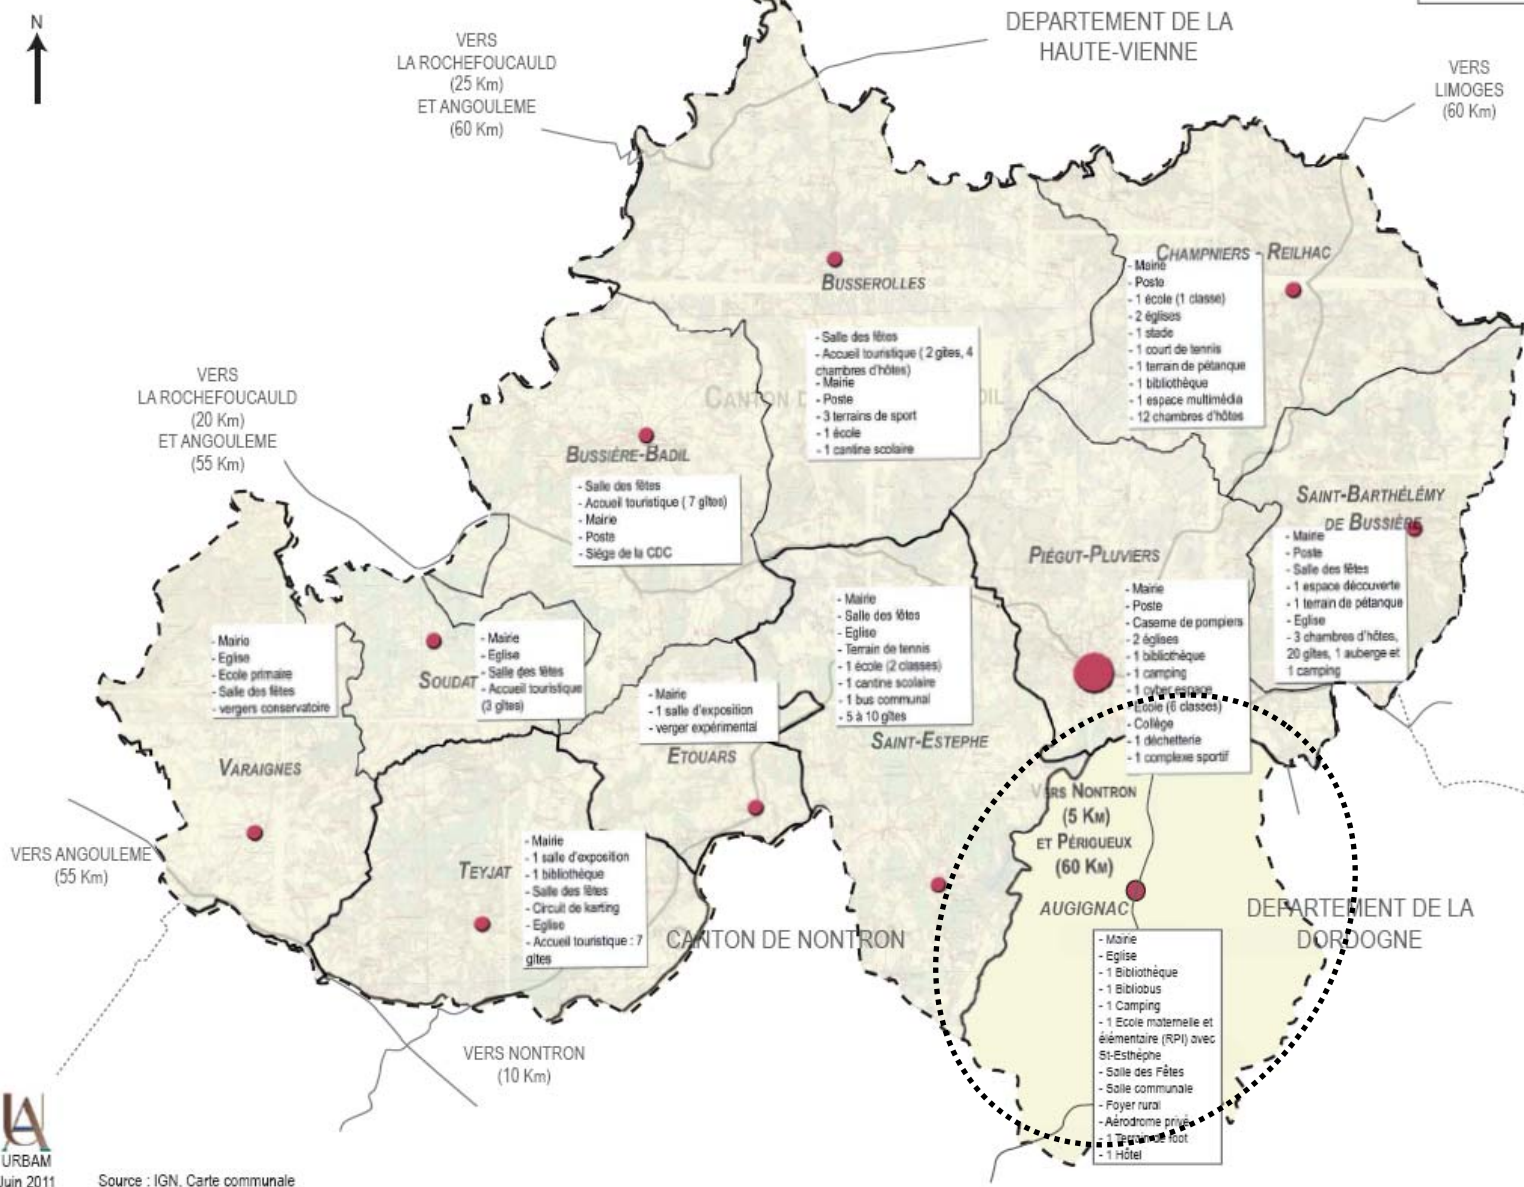 N
VERS
LA ROCHEFOUCAULD
(25 Km)
ET ANGOULEME
(60 Km)
DEPARTEMENT DE LA
HAUTE-VIENNE
VERS
LIMOGES
(60 Km)
BUSSEROLLES
- Salle des fêtes
- Accueil touristique ( 2 gîtes, 4
chambres d'hôtes)
- Mairie
- Poste
- 3 terrains de sport
- 1 école
- 1 cantine scolaire
CHAMPNIERS - REILHAC
- Mairie
- Poste
- 1 école (1 classe)
- 2 églises
- 1 stade
- 1 court de tennis
- 1 terrain de pétanque
- 1 bibliothèque
- 1 espace multimédia
- 12 chambres d'hôtes
CANTON D
DIL
VERS
LA ROCHEFOUCAULD
(20 Km)
ET ANGOULEME
(55 Km)
BUSSIÈRE-BADIL
- Salle des fêtes
- Accueil touristique ( 7 gîtes)
- Mairie
- Poste
- Siège de la CDC
SAINT-BARTHÉLÉMY
DE BUSSIÈRE
- Mairie
- Poste
- Salle des fêtes
- 1 espace découverte
- 1 terrain de pétanque
- Eglise
- 3 chambres d'hôtes,
20 gîtes, 1 auberge et
1 camping
PIÉGUT-PLUVIERS
- Mairie
- Poste
- Caserne de pompiers
- 2 églises
- 1 bibliothèque
- 1 camping
- 1 cyber espace
- Ecole (6 classes)
- Collège
- 1 déchetterie
- 1 complexe sportif
- Mairie
- Salle des fêtes
- Eglise
- Terrain de tennis
- 1 école (2 classes)
- 1 cantine scolaire
- 1 bus communal
- 5 à 10 gîtes
SAINT-ESTEPHE
- Mairie
- Eglise
- Ecole primaire
- Salle des fêtes
- vergers conservatoire
VARAIGNES
SOUDAT
- Mairie
- Eglise
- Salle des fêtes
- Accueil touristique
(3 gîtes)
- Mairie
- 1 salle d'exposition
- verger expérimental
ETOUARS
VERS ANGOULEME
(55 Km)
TEYJAT
- Mairie
- 1 salle d'exposition
- 1 bibliothèque
- Salle des fêtes
- Circuit de karting
- Eglise
- Accueil touristique : 7
gîtes
CANTON DE NONTRON
VERS NONTRON
(5 KM)
ET PÉRIGUEUX
(60 KM)
AUGIGNAC
- Mairie
- Eglise
- 1 Bibliothèque
- 1 Bibliobus
- 1 Camping
- 1 Ecole maternelle et
élémentaire (RPI) avec
St-Esthèphe
- Salle des Fêtes
- Salle communale
- Foyer rural
- Aérodrome privé
- 1 Terrain de foot
- 1 Hôtel
DEPARTEMENT DE LA
DORDOGNE
VERS NONTRON
(10 Km)
UA
URBAM
Juin 2011
Source : IGN, Carte communale